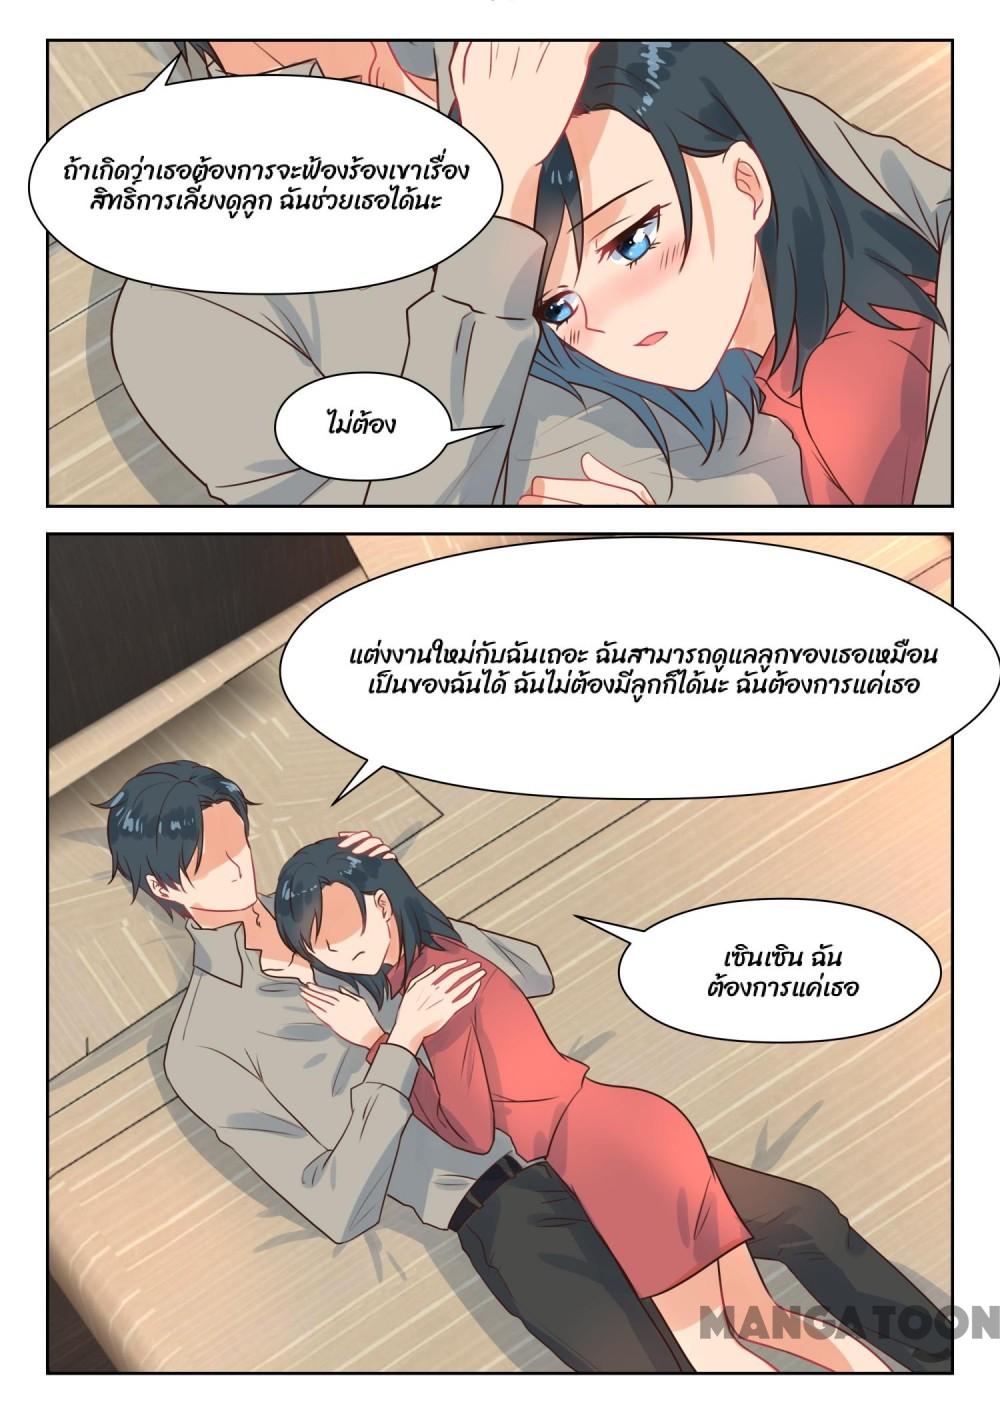 ถ้าเกิดว่าเธอต้องการจะฟ้องร้องเขาเรื่อง
สิทธิ์การเลี้ยงดูลูก ฉันช่วยเธอได้นะ
ไม่ต้อง
แต่งงานใหม่กับฉันเถอะ ฉันสามารถดูแลลูกของเธอเหมือน
เป็นของฉันได้ ฉันไม่ต้องมีลูกก็ได้นะ ฉันต้องการแค่เธอ
เซินเซิน ฉัน
ต้องการแค่เธอ
MANGATOON